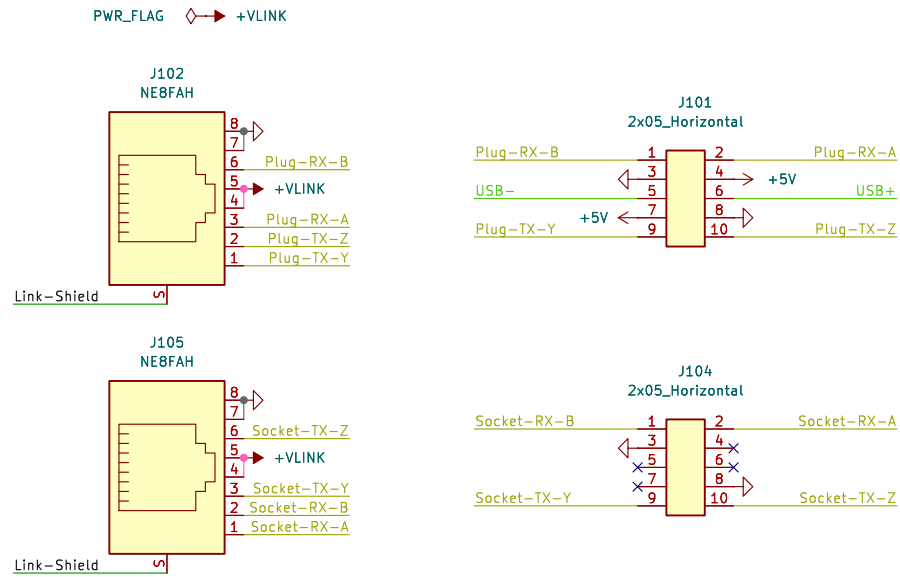 PWR_FLAG +VLINK
J102
NE8FAH
8
7
6 Plug-RX-B
5 +VLINK
4
3 Plug-RX-A
2 Plug-TX-Z
1 Plug-TX-Y
Link-Shield S
J101
2x05_Horizontal
Plug-RX-B 1 2 Plug-RX-A
3 4 +5V
USB- 5 6 USB+
+5V 7 8
Plug-TX-Y 9 10 Plug-TX-Z
J105
NE8FAH
8
7
6 Socket-TX-Z
5 +VLINK
4
3 Socket-TX-Y
2 Socket-RX-B
1 Socket-RX-A
Link-Shield S
J104
2x05_Horizontal
Socket-RX-B 1 2 Socket-RX-A
3 4
5 6
7 8
Socket-TX-Y 9 10 Socket-TX-Z